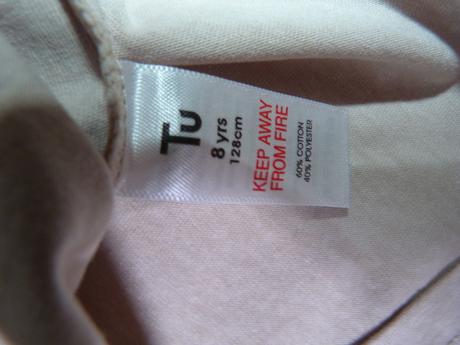 Tu
8 yrs
128cm
KEEP AWAY
FROM FIRE
60% COTTON
40% POLYESTER